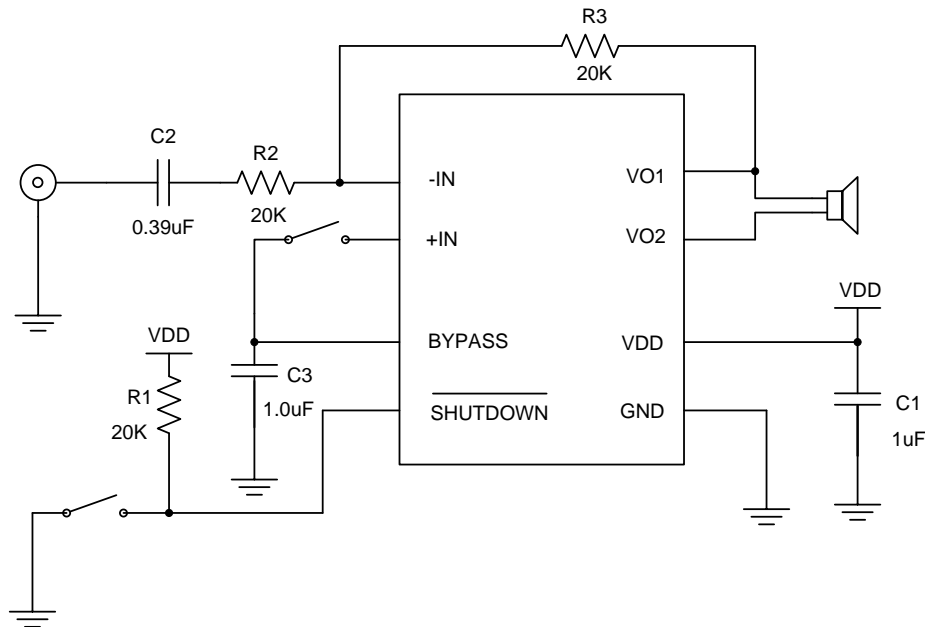 R3
20K
C2
R2
0.39uF
20K
-IN
VO1
+IN
VO2
VDD
VDD
BYPASS
VDD
R1
20K
C3
1.0uF
SHUTDOWN
GND
C1
1uF